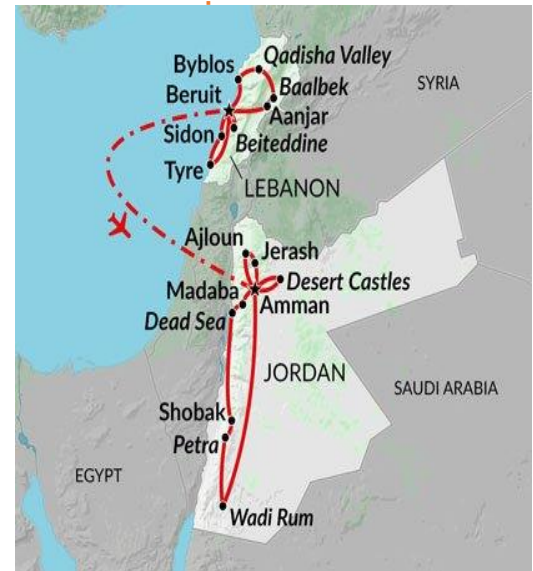 Qadisha Valley
Byblos
Baalbek
SYRIA
Beruit
Aanjar
Sidon
Beiteddine
Tyre
LEBANON
Ajloun
Jerash
Desert Castles
Madaba
Amman
Dead Sea
JORDAN
SAUDI ARABIA
Shobak
Petra
EGYPT
Wadi Rum